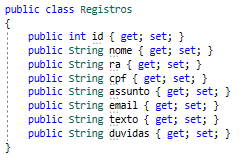 public class Registros
{
public int id { get; set; }
public String nome { get; set; }
public String ra { get; set; }
public String cpf { get; set; }
public String assunto { get; set; }
public String email { get; set; }
public String texto { get; set; }
public String duvidas { get; set; }
}